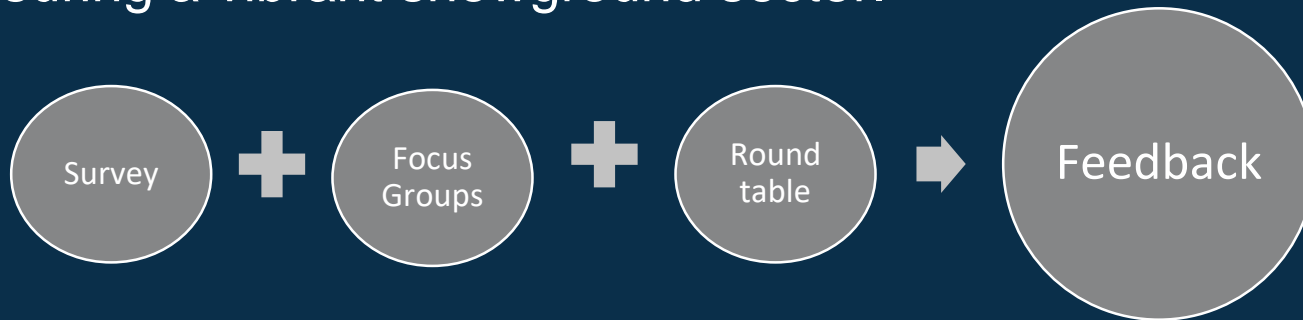 a vibrant showground sector.
Survey
Focus
Groups
Round
table
Feedback